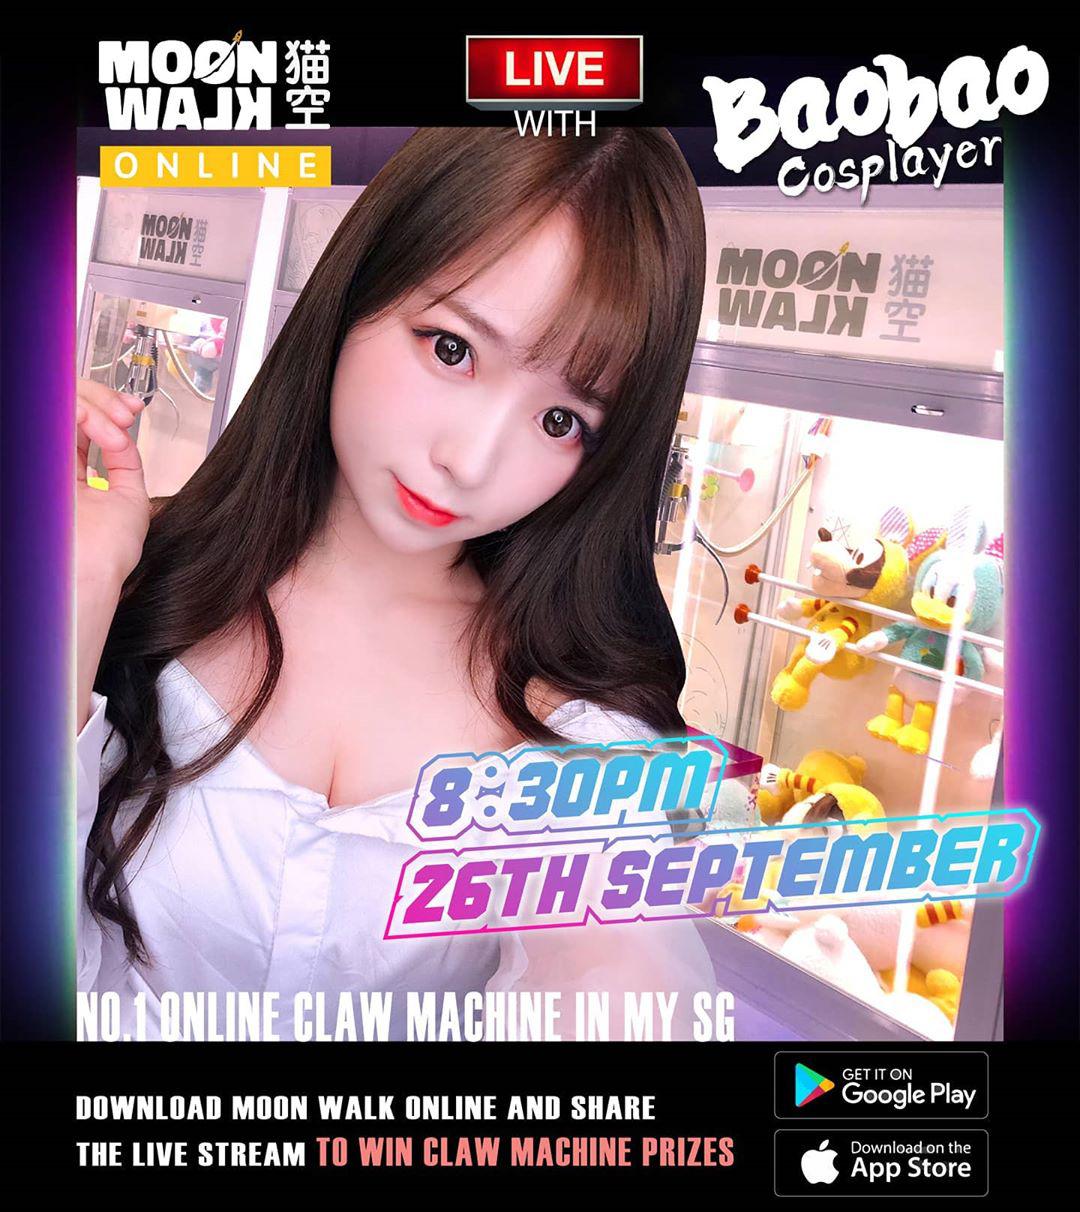 MOON 猫空
WALK
ONLINE
LIVE
WITH
Baobao
Cosplayer
MOON 猫空
WALK
MOON 猫空
WALK
8:30PM
26TH SEPTEMBER
NO.1 ONLINE CLAW MACHINE IN MY SG
DOWNLOAD MOON WALK ONLINE AND SHARE
THE LIVE STREAM TO WIN CLAW MACHINE PRIZES
GET IT ON
Google Play
Download on the
App Store